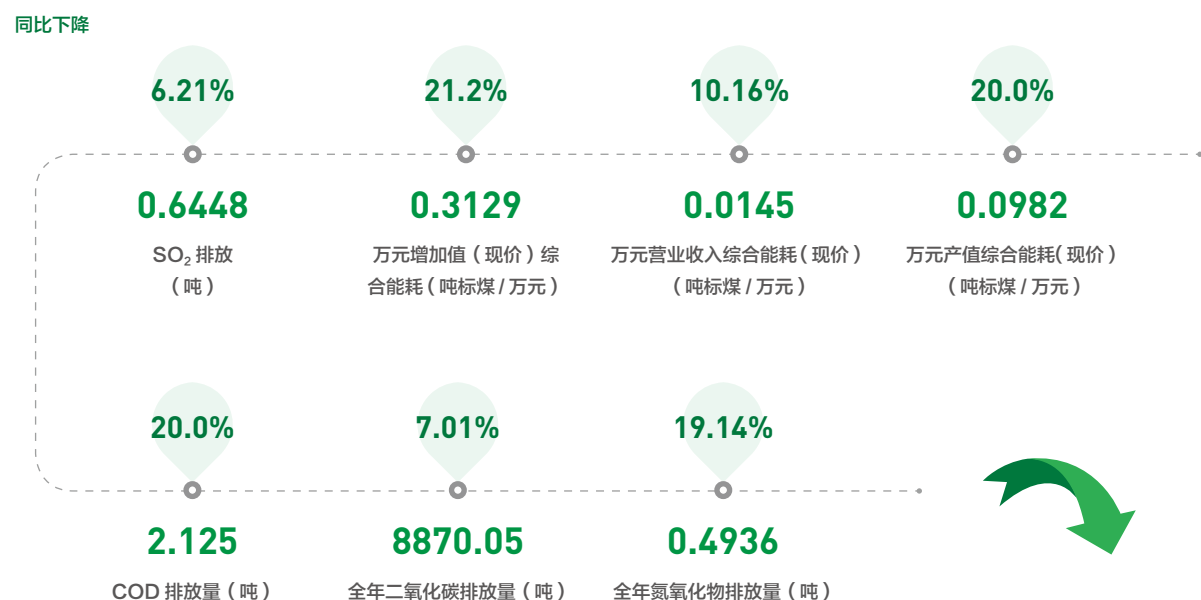 同比下降
6.21%
21.2%
10.16%
20.0%
0.6448
0.3129
0.0145
0.0982
SO₂ 排放
（吨）
万元增加值（现价）综
合能耗（吨标煤 / 万元）
万元营业收入综合能耗（现价）
（吨标煤 / 万元）
万元产值综合能耗（现价）
（吨标煤 / 万元）
20.0%
7.01%
19.14%
2.125
8870.05
0.4936
COD 排放量（吨）
全年二氧化碳排放量（吨）
全年氮氧化物排放量（吨）